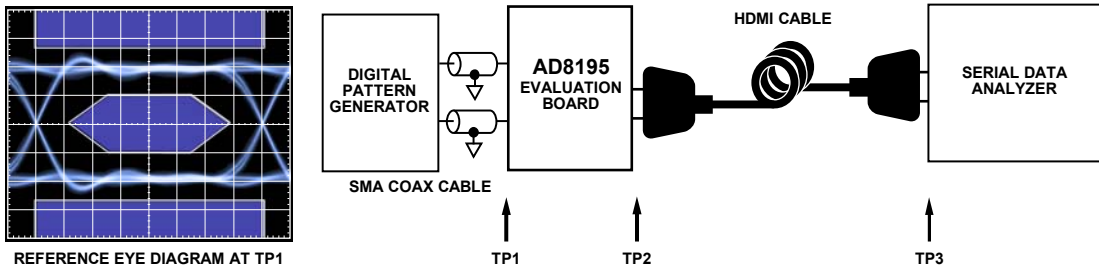 HDMI CABLE
DIGITAL
PATTERN
GENERATOR
AD8195
EVALUATION
BOARD
SERIAL DATA
ANALYZER
SMA COAX CABLE
REFERENCE EYE DIAGRAM AT TP1
TP1
TP2
TP3